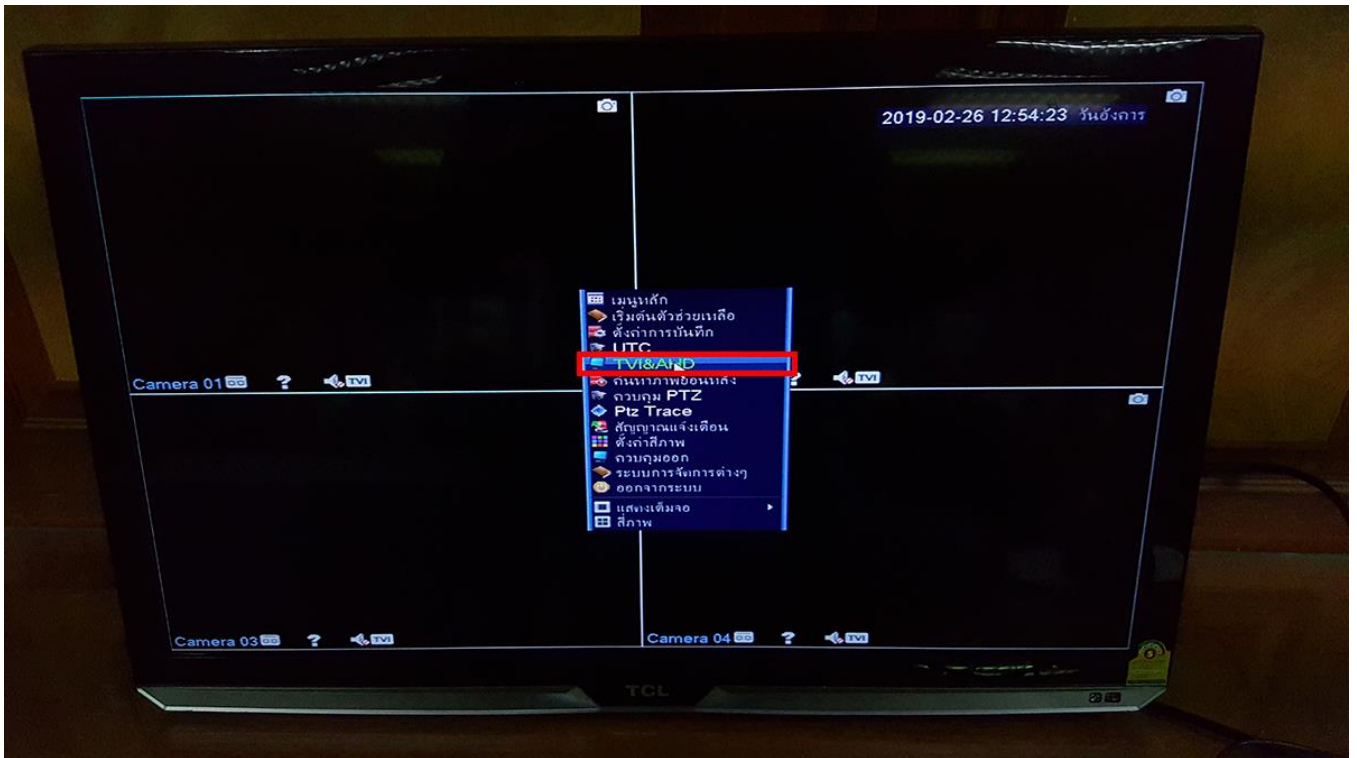 2019-02-26 12:54:23 วันอังคาร
เมนูหลัก
เริ่มต้นตัวช่วยเหลือ
ตั้งค่าการบันทึก
UTC
TVI&AHD
ค้นหาภาพย้อนหลัง
Camera 01 ? TVI
? TVI
ควบคุม PTZ
Ptz Trace
สัญญาณแจ้งเตือน
ตั้งค่าสีภาพ
ควบคุมออก
ระบบการจัดการต่างๆ
ออกจากระบบ
แสดงเต็มจอ
สี่ภาพ
Camera 03 ? TVI
Camera 04 ? TVI
TCL